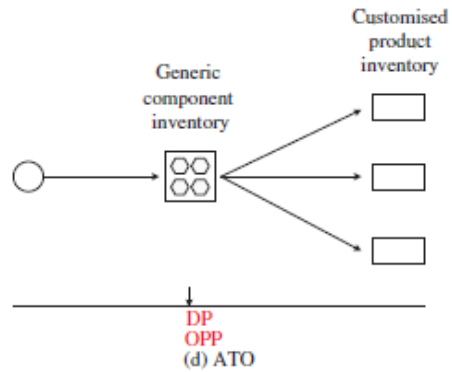 Customised
product
inventory
Generic
component
inventory
DP
OPP
(d) ATO